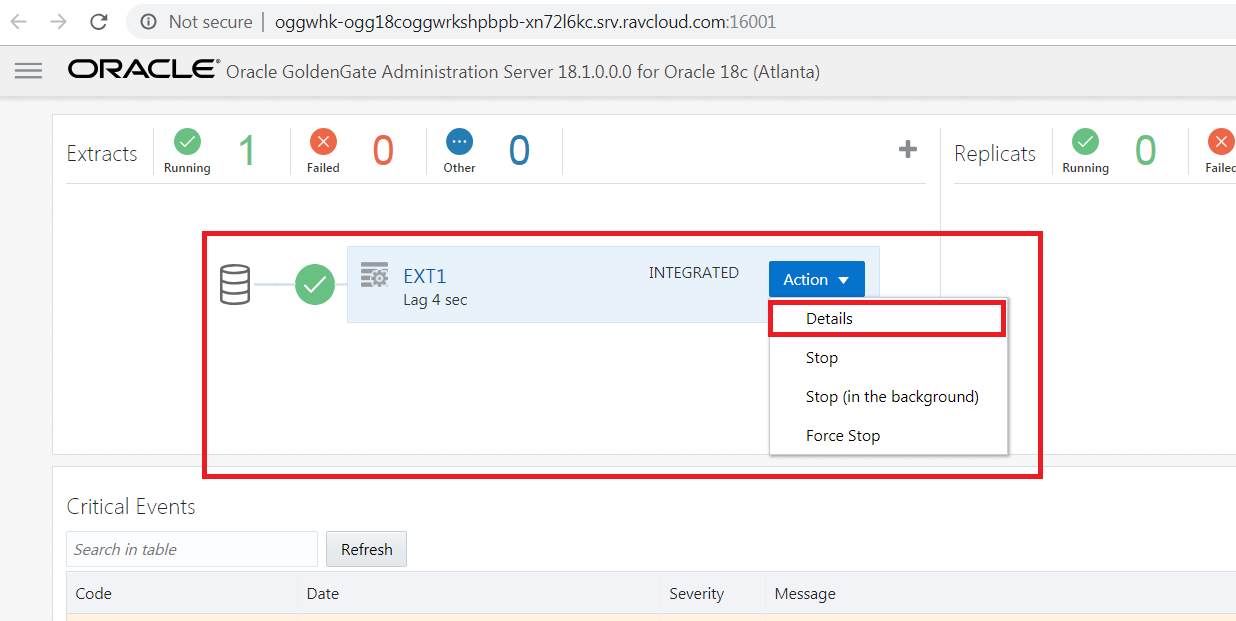 Not secure | oggwhk-ogg18coggwrkshpbpb-xn72l6kc.srv.ravcloud.com:16001
ORACLE® Oracle GoldenGate Administration Server 18.1.0.0.0 for Oracle 18c (Atlanta)
Extracts Running 1 Failed 0 Other 0 + Replicats Running 0 Failed
EXT1 INTEGRATED Action
Lag 4 sec
Details
Stop
Stop (in the background)
Force Stop
Critical Events
Search in table Refresh
Code Date Severity Message